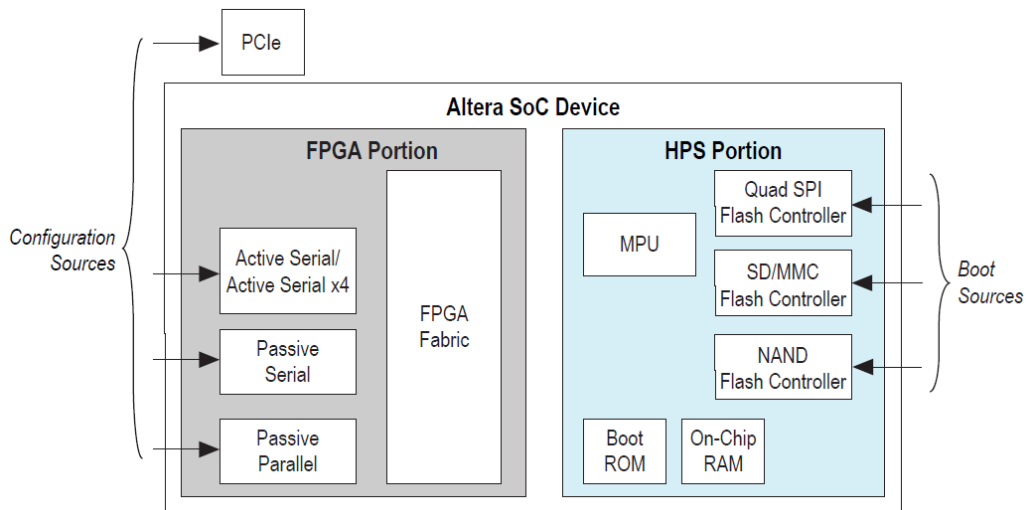 PCIe
Altera SoC Device
FPGA Portion
HPS Portion
Configuration
Sources
Active Serial/
Active Serial x4
Passive
Serial
Passive
Parallel
FPGA
Fabric
MPU
Quad SPI
Flash Controller
SD/MMC
Flash Controller
NAND
Flash Controller
Boot
ROM
On-Chip
RAM
Boot
Sources